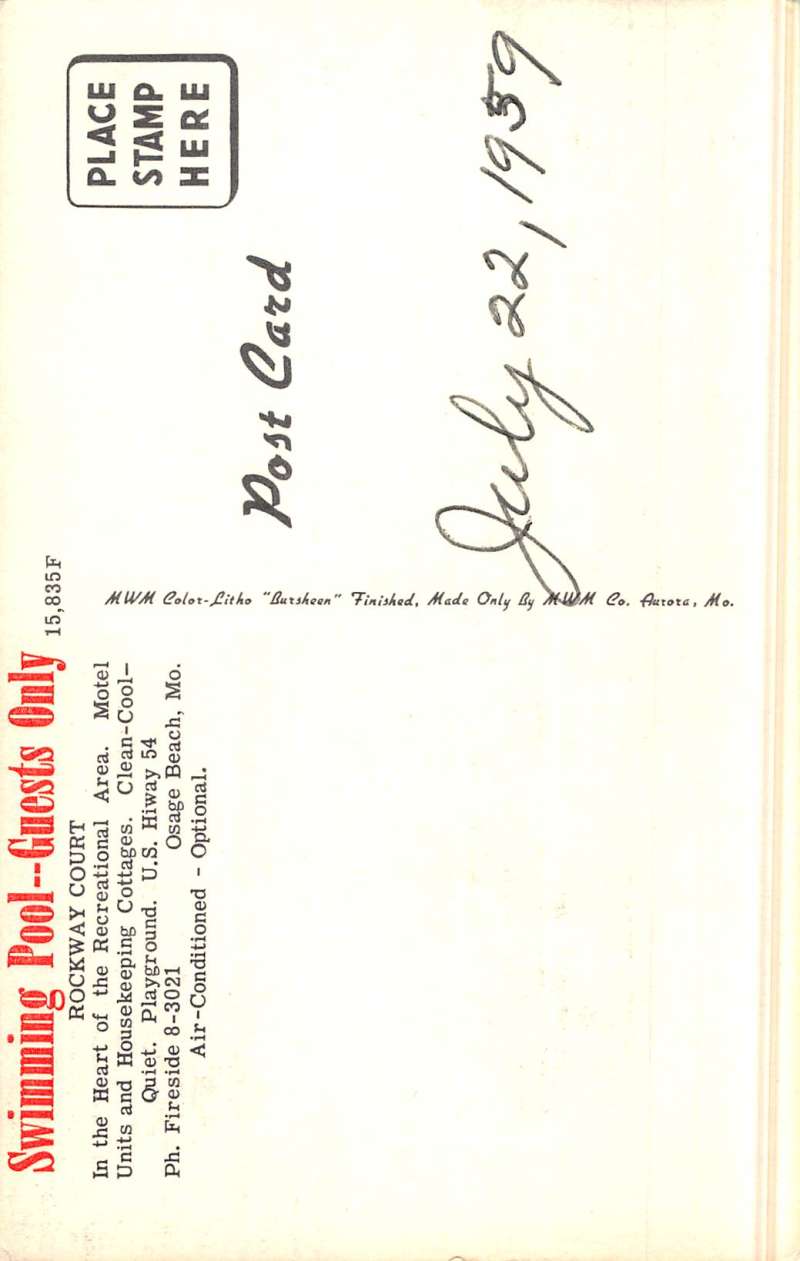 Swimming Pool--Guests Only
15,835F
ROCKWAY COURT
In the Heart of the Recreational Area. Motel
Units and Housekeeping Cottages. Clean-Cool-
Quiet. Playground. U.S. Hiway 54
Ph. Fireside 8-3021 Osage Beach, Mo.
Air-Conditioned - Optional.
MWM Color-Litho "Bursheen" Finished, Made Only By MWM Co. Aurora, Mo.
PLACE
STAMP
HERE
Post Card
July 22, 1959